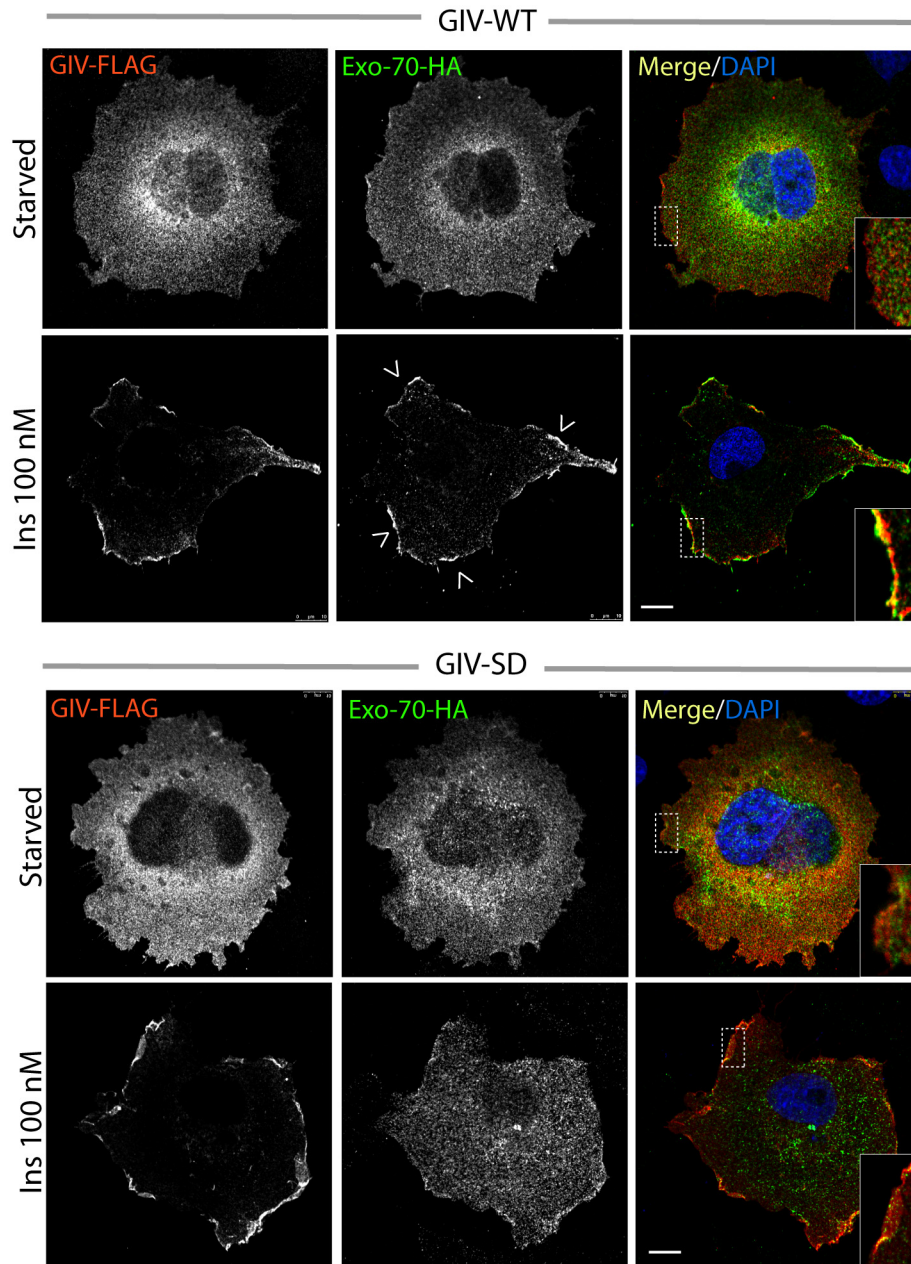 GIV-WT
GIV-FLAG
Exo-70-HA
Merge/DAPI
Starved
Ins 100 nM
GIV-SD
GIV-FLAG
Exo-70-HA
Merge/DAPI
Starved
Ins 100 nM